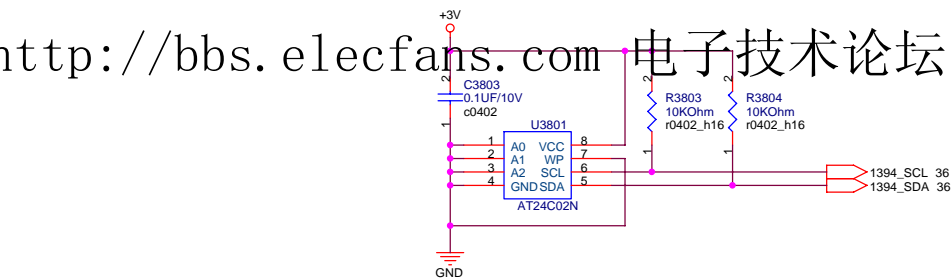 +3V
http://bbs.elecfans.com 电子技术论坛
2
C3803
0.1UF/10V
c0402
1
2
R3803
10KOhm
r0402_h16
1
2
R3804
10KOhm
r0402_h16
1
U3801
1 A0 VCC 8
2 A1 WP 7
3 A2 SCL 6
4 GND SDA 5
AT24C02N
1394_SCL 36
1394_SDA 36
GND